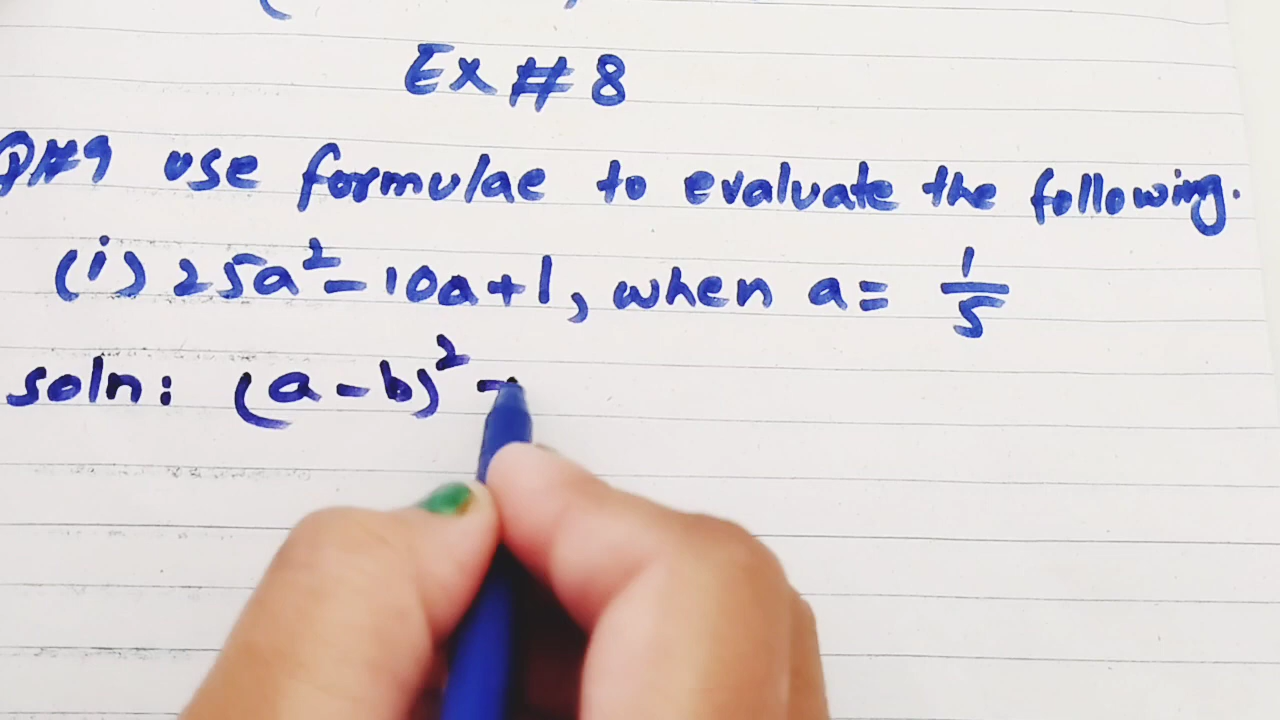 Ex # 8
Q#9 use formulae to evaluate the following.
(i) 25a² - 10a + 1, when a = 1/5
soln: (a - b)² =